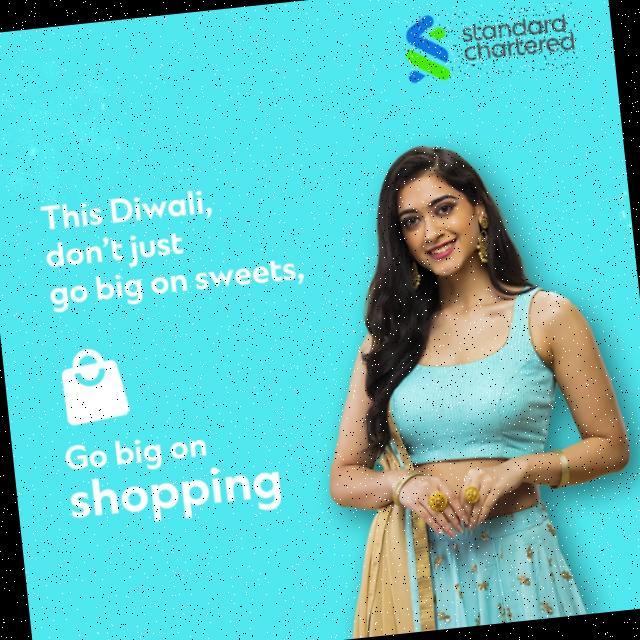 standard
chartered
This Diwali,
don't just
go big on sweets,
Go big on
shopping